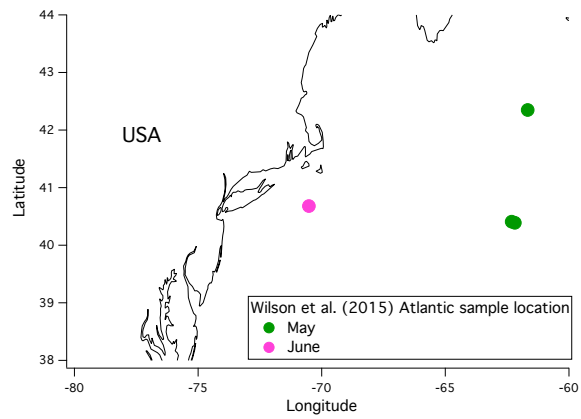 44
43
42
41
40
39
38
Latitude
USA
Wilson et al. (2015) Atlantic sample location
May
June
-80
-75
-70
-65
-60
Longitude